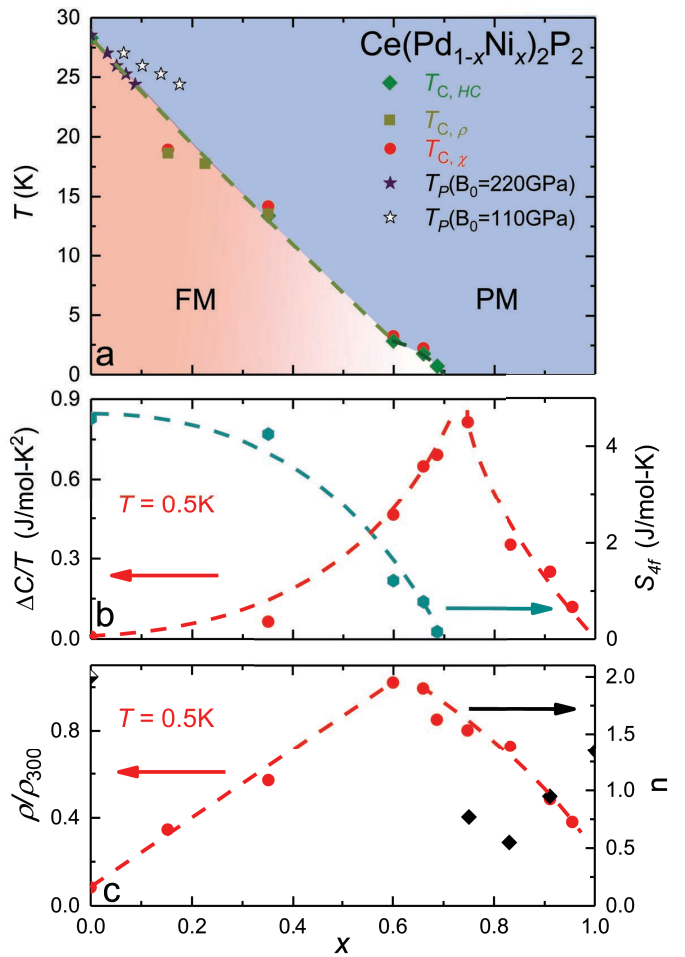 Ce(Pd1-xNix)2P2
TC, HC
TC, ρ
TC, χ
TP(B0=220GPa)
TP(B0=110GPa)
30
25
20
15
10
5
0
T (K)
FM
PM
a
0.9
0.6
0.3
0.0
ΔC/T (J/mol-K2)
T = 0.5K
4
2
0
S4f (J/mol-K)
b
0.8
0.4
0.0
ρ/ρ300
T = 0.5K
2.0
1.5
1.0
0.5
0.0
n
c
0.0 0.2 0.4 0.6 0.8 1.0
x